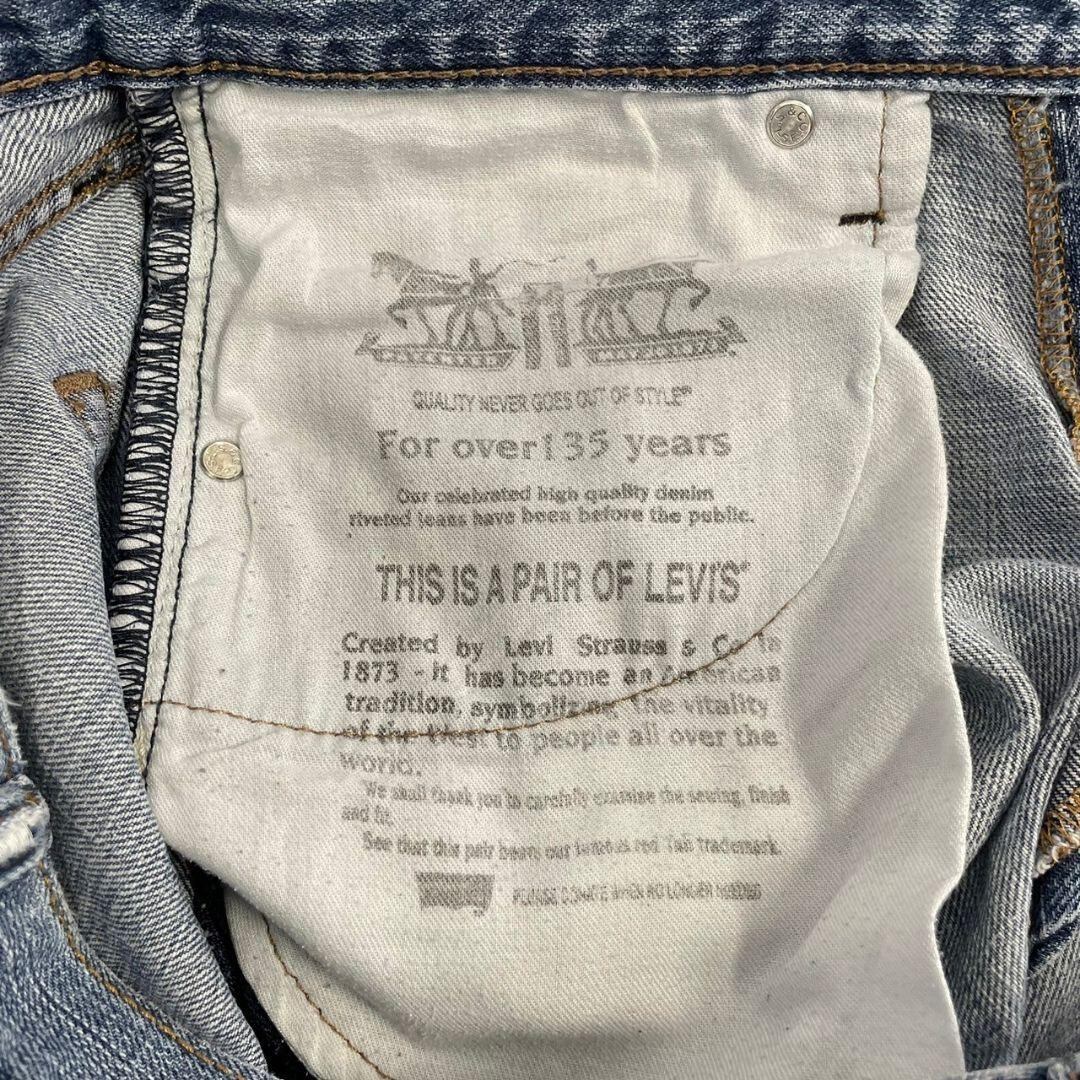 & CO
QUALITY NEVER GOES OUT OF STYLE®
For over 135 years
Our celebrated high quality denim
riveted jeans have been before the public.
THIS IS A PAIR OF LEVI'S®
Created by Levi Strauss & Co in
1873 - it has become an American
tradition, symbolizing the vitality
of the West to people all over the
world.
We shall thank you to carefully examine the sewing, finish
and fit.
See that this pair bears our famous red Tab trademark.
PLEASE DONATE WHEN NO LONGER NEEDED